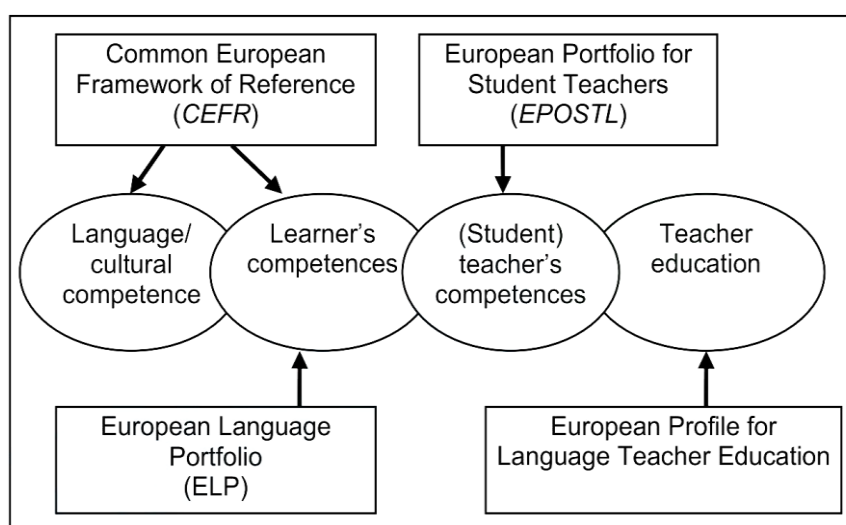 Common European
Framework of Reference
(CEFR)
European Portfolio for
Student Teachers
(EPOSTL)
Language/
cultural
competence
Learner's
competences
(Student)
teacher's
competences
Teacher
education
European Language
Portfolio
(ELP)
European Profile for
Language Teacher Education